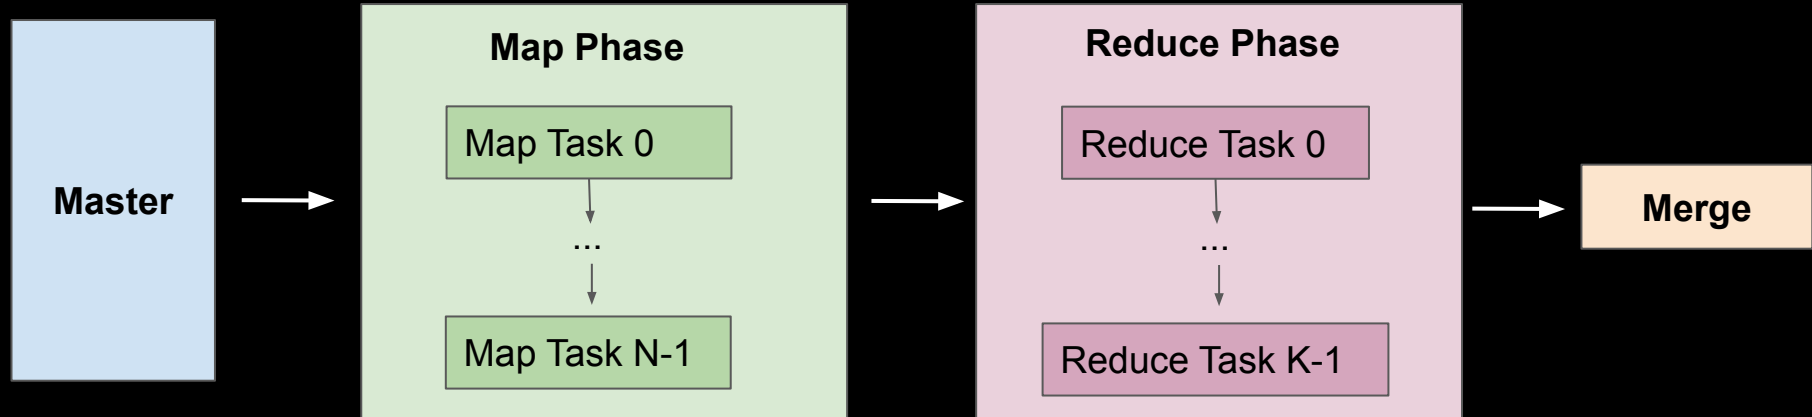 Master
Map Phase
Map Task 0
...
Map Task N-1
Reduce Phase
Reduce Task 0
...
Reduce Task K-1
Merge